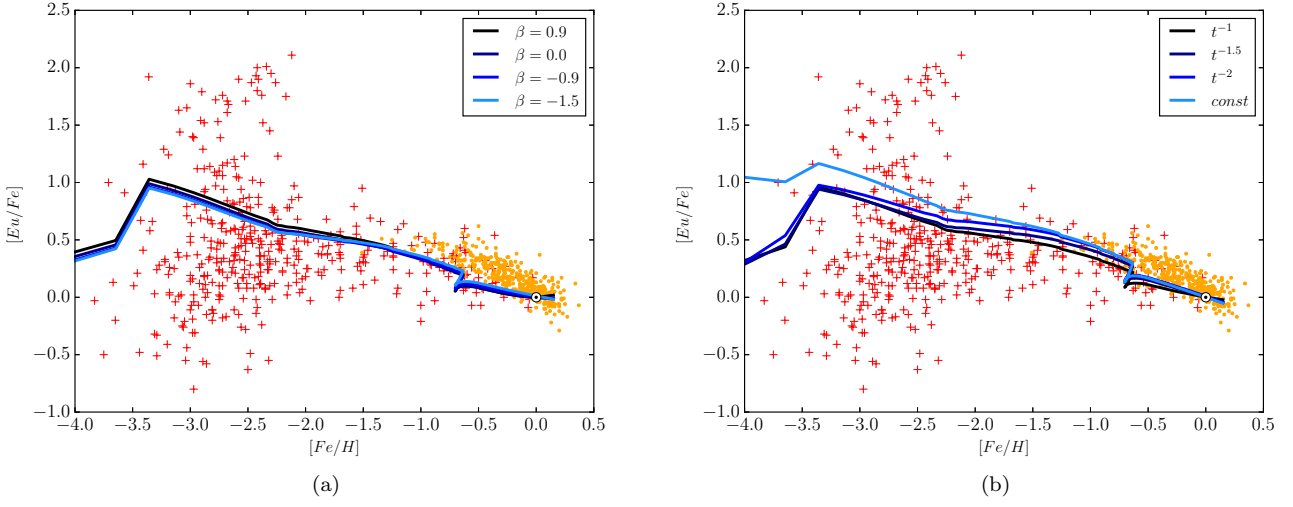 2.5
2.0
1.5
1.0
0.5
0.0
−0.5
−1.0
[Eu/Fe]
−4.0 −3.5 −3.0 −2.5 −2.0 −1.5 −1.0 −0.5 0.0 0.5
[Fe/H]
β = 0.9
β = 0.0
β = −0.9
β = −1.5
(a)
2.5
2.0
1.5
1.0
0.5
0.0
−0.5
−1.0
[Eu/Fe]
−4.0 −3.5 −3.0 −2.5 −2.0 −1.5 −1.0 −0.5 0.0 0.5
[Fe/H]
t⁻¹
t⁻¹·⁵
t⁻²
const
(b)